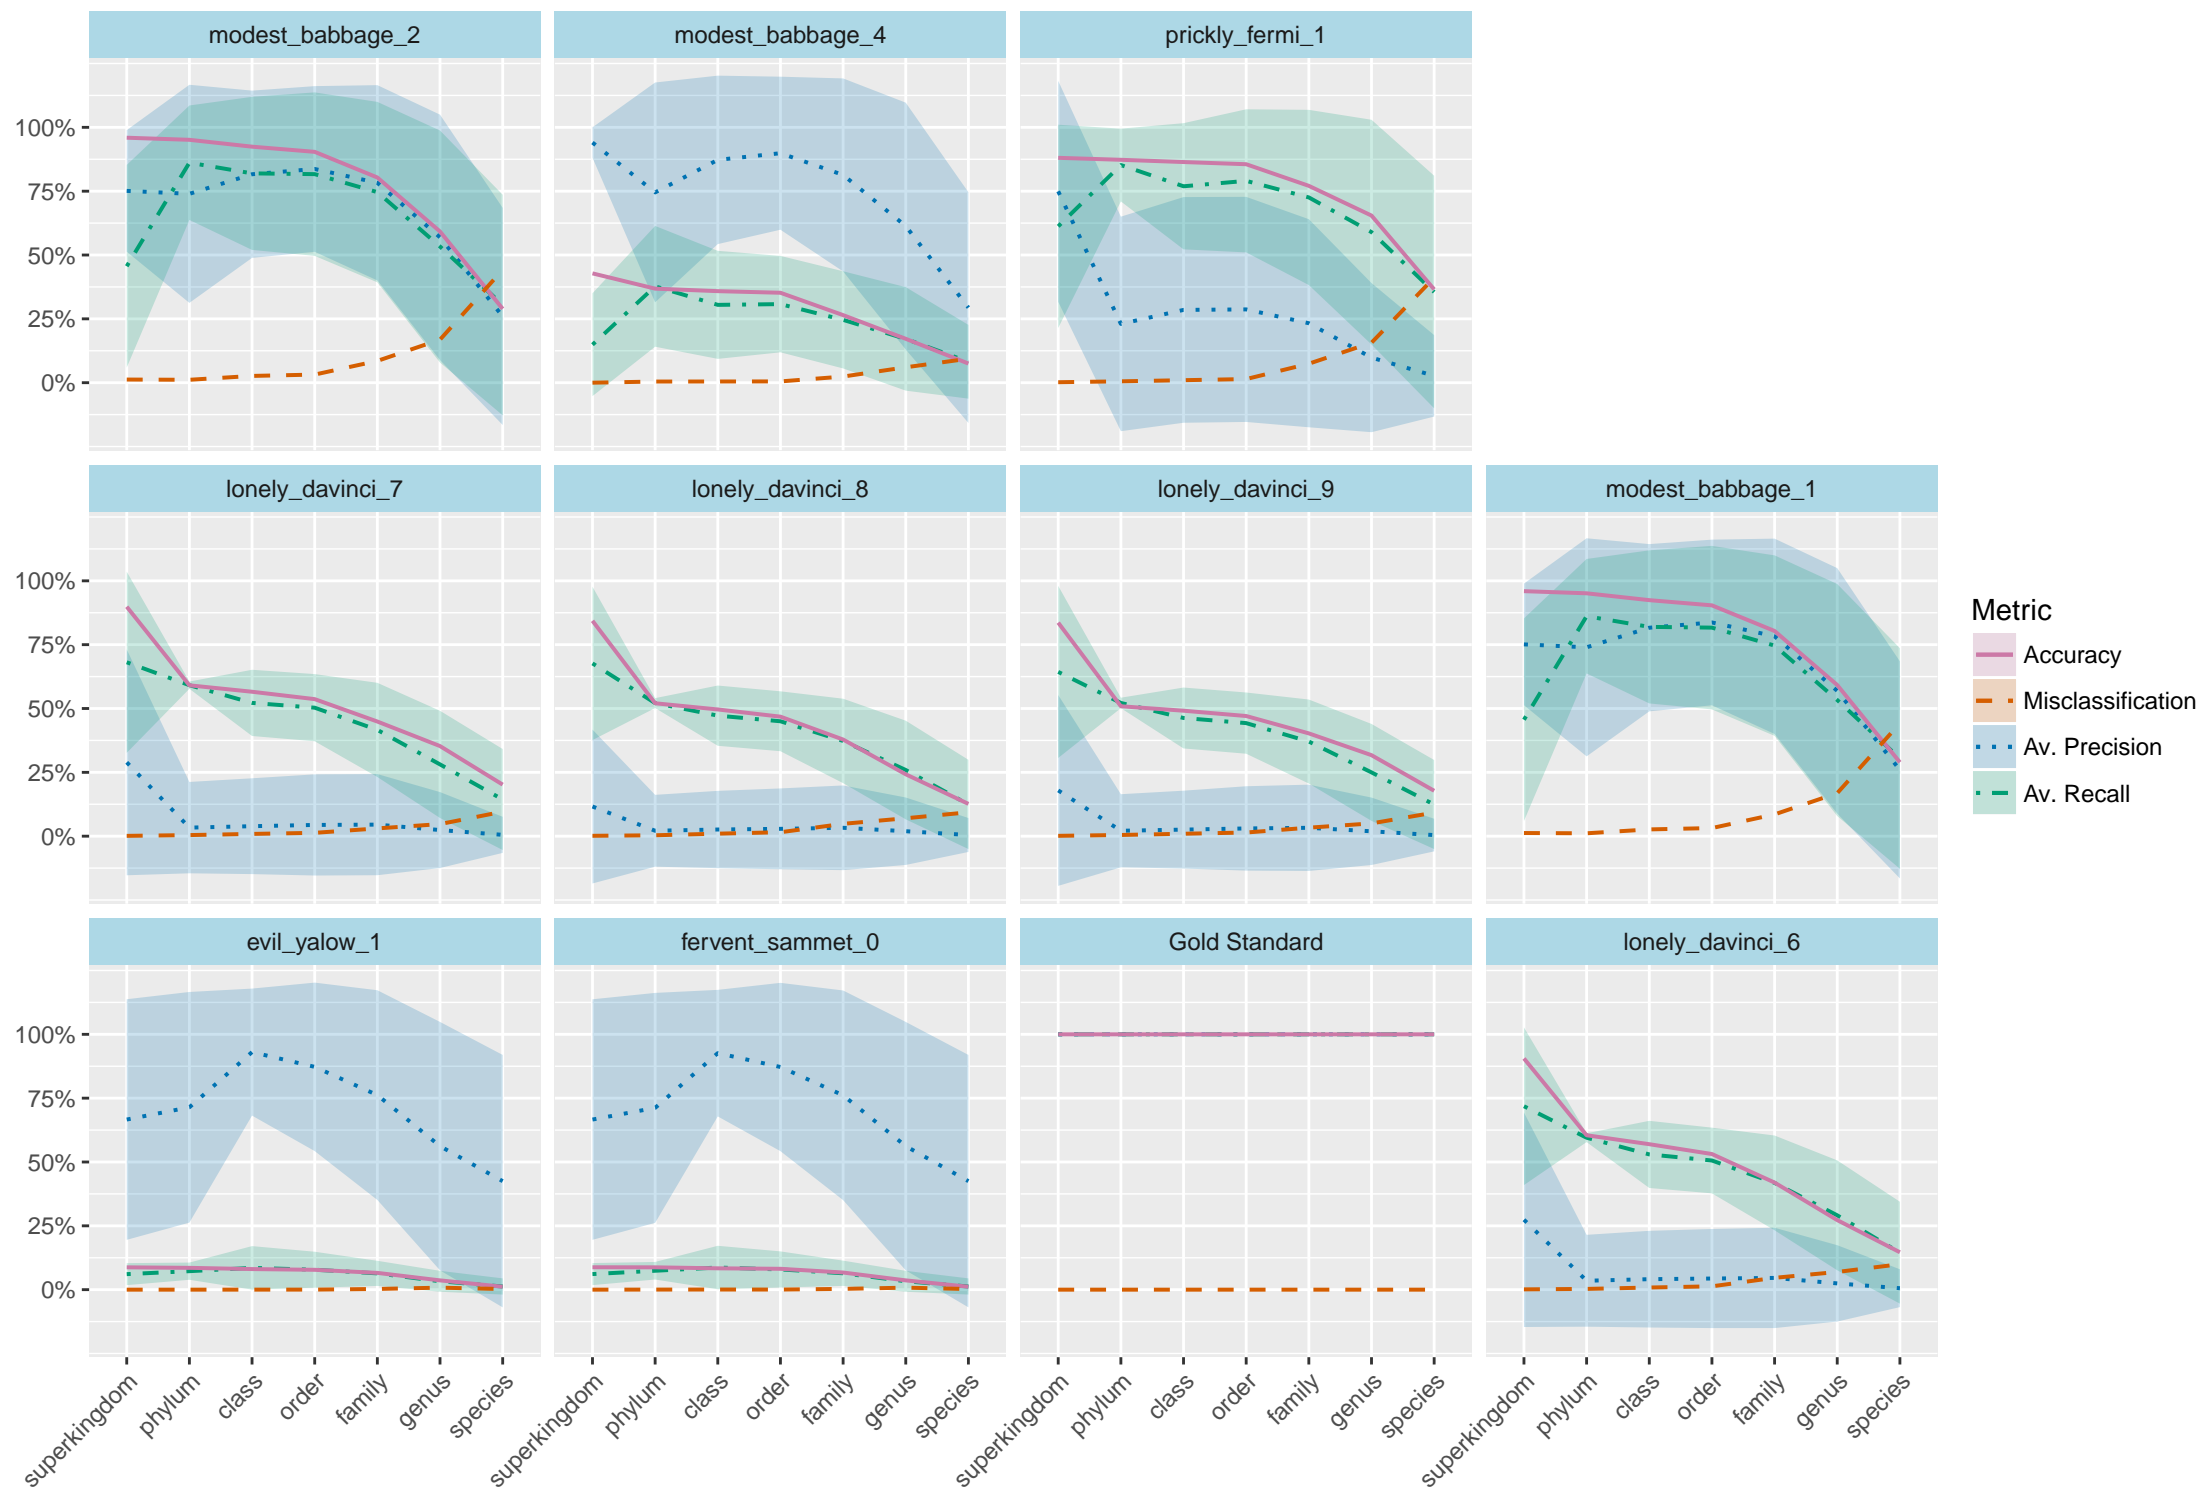 modest_babbage_2
modest_babbage_4
prickly_fermi_1
100%
75%
50%
25%
0%
lonely_davinci_7
lonely_davinci_8
lonely_davinci_9
modest_babbage_1
100%
75%
50%
25%
0%
Metric
Accuracy
Misclassification
Av. Precision
Av. Recall
evil_yalow_1
fervent_sammet_0
Gold Standard
lonely_davinci_6
100%
75%
50%
25%
0%
superkingdom
phylum
class
order
family
genus
species
superkingdom
phylum
class
order
family
genus
species
superkingdom
phylum
class
order
family
genus
species
superkingdom
phylum
class
order
family
genus
species